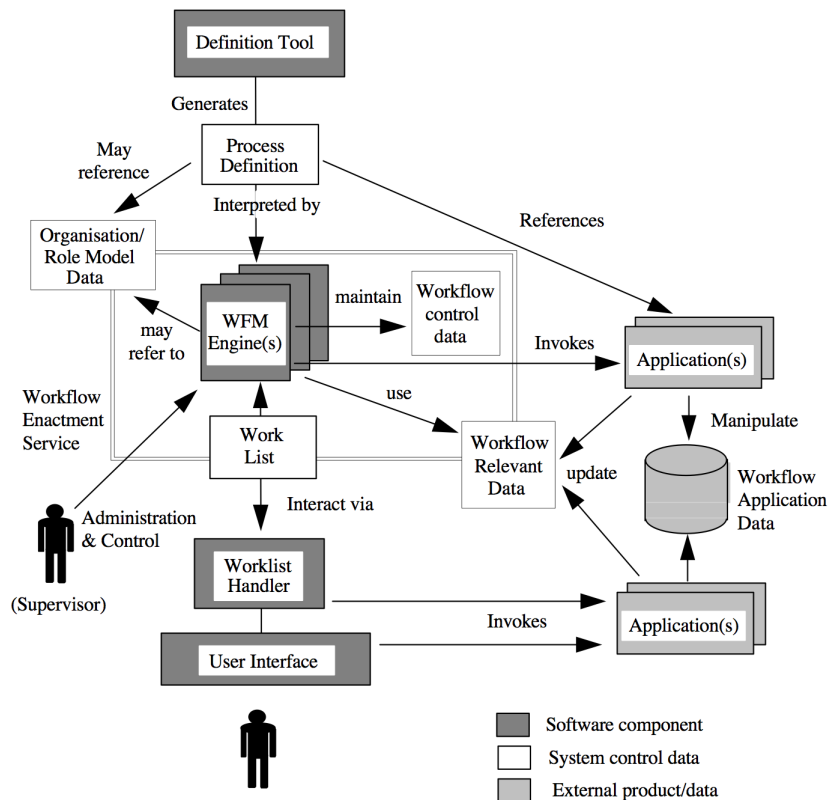 Definition Tool
Generates
Process
Definition
May
reference
Interpreted by
References
Organisation/
Role Model
Data
WFM
Engine(s)
maintain
Workflow
control
data
may
refer to
Invokes
Application(s)
Workflow
Enactment
Service
use
Work
List
Workflow
Relevant
Data
Manipulate
update
Workflow
Application
Data
Interact via
Administration
& Control
(Supervisor)
Worklist
Handler
Invokes
Application(s)
User Interface
Software component
System control data
External product/data